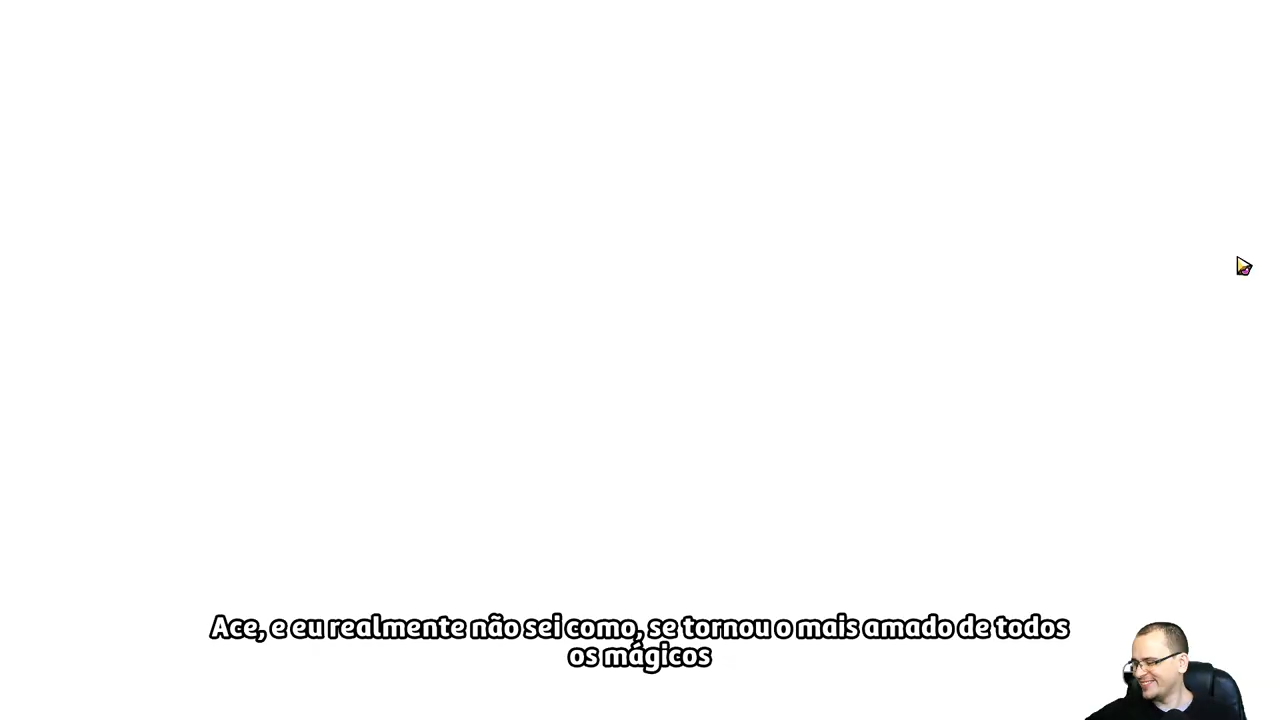 Ace, e eu realmente não sei como, se tornou o mais amado de todos
os mágicos